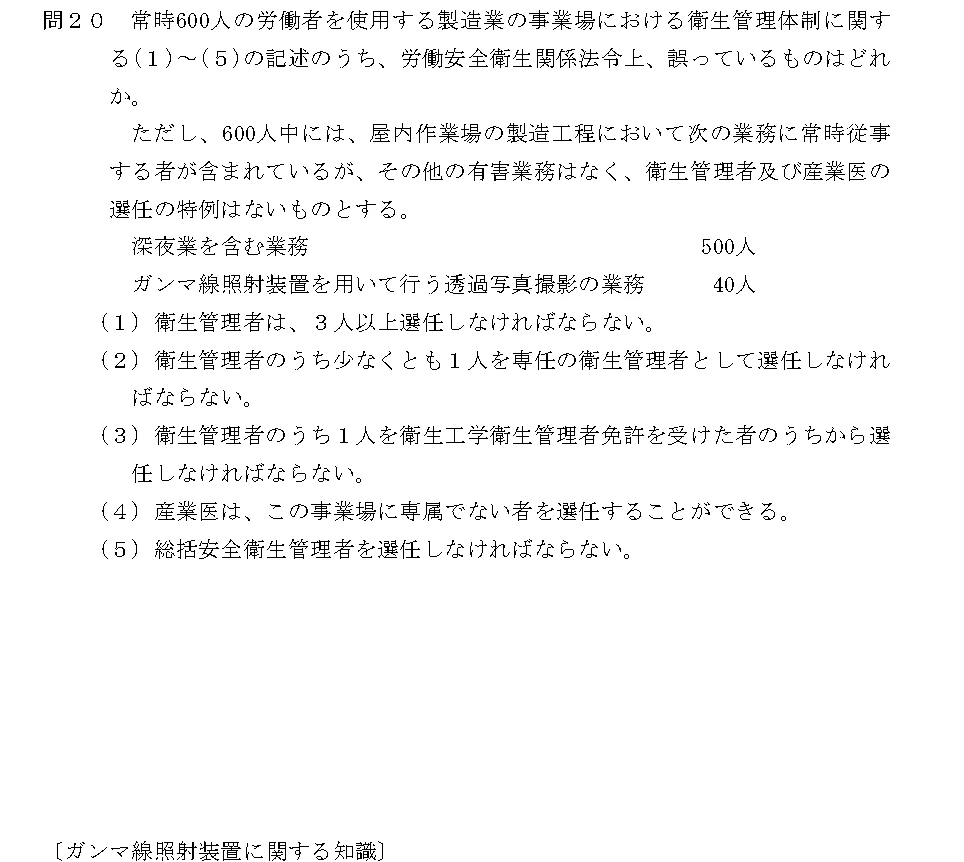 問２０　常時600人の労働者を使用する製造業の事業場における衛生管理体制に関す
る(１)～(５)の記述のうち、労働安全衛生関係法令上、誤っているものはどれ
か。
ただし、600人中には、屋内作業場の製造工程において次の業務に常時従事
する者が含まれているが、その他の有害業務はなく、衛生管理者及び産業医の
選任の特例はないものとする。
深夜業を含む業務　500人
ガンマ線照射装置を用いて行う透過写真撮影の業務　40人
(１) 衛生管理者は、３人以上選任しなければならない。
(２) 衛生管理者のうち少なくとも１人を専任の衛生管理者として選任しなけれ
ばならない。
(３) 衛生管理者のうち１人を衛生工学衛生管理者免許を受けた者のうちから選
任しなければならない。
(４) 産業医は、この事業場に専属でない者を選任することができる。
(５) 総括安全衛生管理者を選任しなければならない。
〔ガンマ線照射装置に関する知識〕